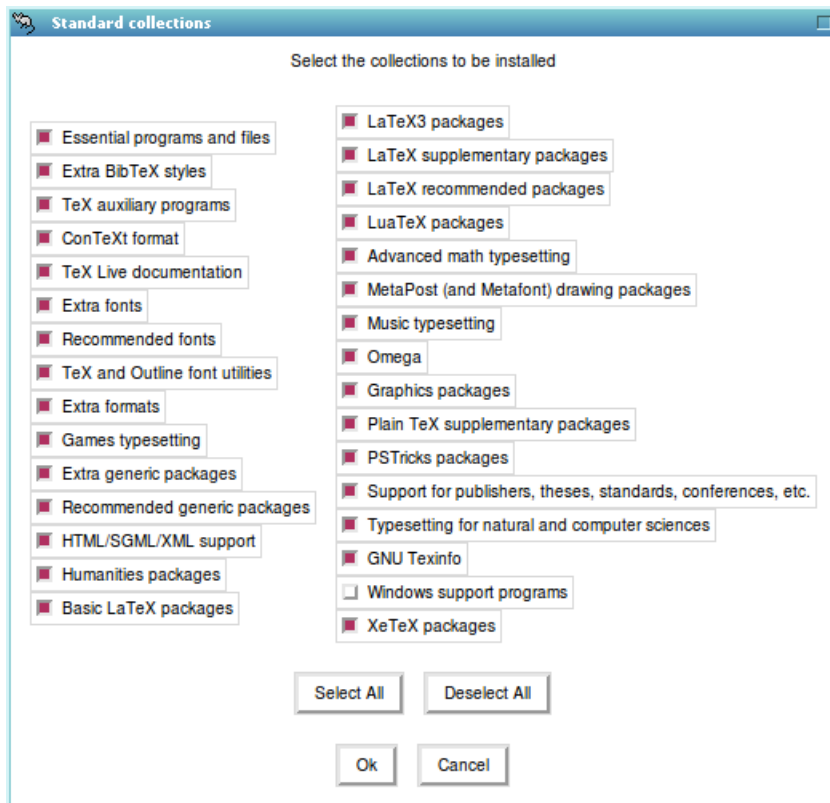 Standard collections
Select the collections to be installed
Essential programs and files
Extra BibTeX styles
TeX auxiliary programs
ConTeXt format
TeX Live documentation
Extra fonts
Recommended fonts
TeX and Outline font utilities
Extra formats
Games typesetting
Extra generic packages
Recommended generic packages
HTML/SGML/XML support
Humanities packages
Basic LaTeX packages
LaTeX3 packages
LaTeX supplementary packages
LaTeX recommended packages
LuaTeX packages
Advanced math typesetting
MetaPost (and Metafont) drawing packages
Music typesetting
Omega
Graphics packages
Plain TeX supplementary packages
PSTricks packages
Support for publishers, theses, standards, conferences, etc.
Typesetting for natural and computer sciences
GNU Texinfo
Windows support programs
XeTeX packages
Select All Deselect All
Ok Cancel